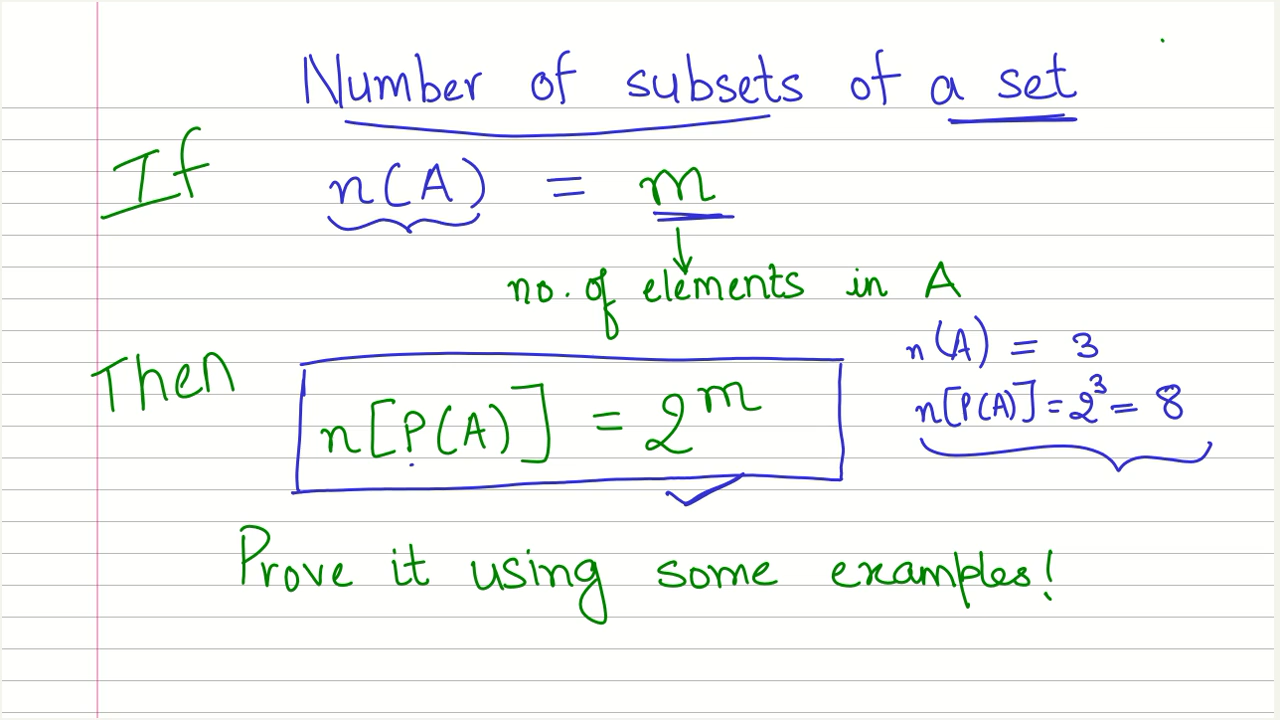 Number of subsets of a set
If n(A) = m
no. of elements in A
n(A) = 3
Then n[P(A)] = 2^m
n[P(A)] = 2^3 = 8
Prove it using some examples!